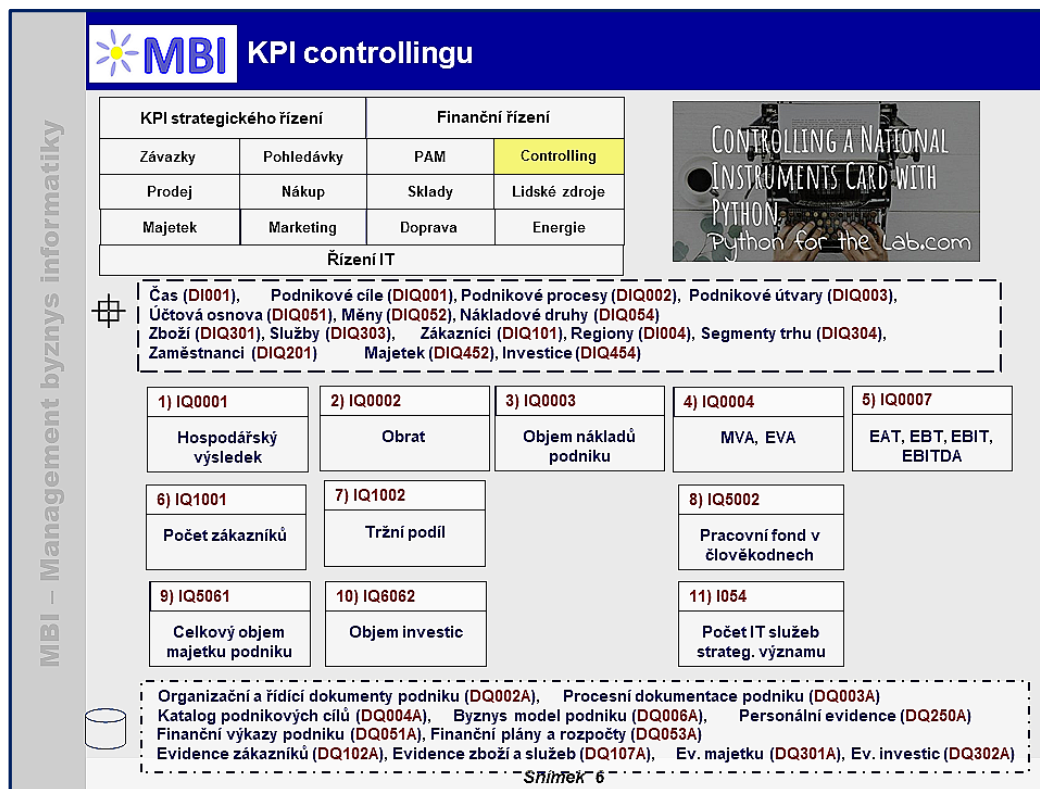 MBI – Management byznys informatiky
MBI
KPI controllingu
KPI strategického řízení Finanční řízení
Závazky Pohledávky PAM Controlling
Prodej Nákup Sklady Lidské zdroje
Majetek Marketing Doprava Energie
Řízení IT
CONTROLLING A NATIONAL
INSTRUMENTS CARD WITH
PYTHON
Python for the Lab.com
Čas (DI001), Podnikové cíle (DIQ001), Podnikové procesy (DIQ002), Podnikové útvary (DIQ003),
Účtová osnova (DIQ051), Měny (DIQ052), Nákladové druhy (DIQ054)
Zboží (DIQ301), Služby (DIQ303), Zákazníci (DIQ101), Regiony (DI004), Segmenty trhu (DIQ304),
Zaměstnanci (DIQ201) Majetek (DIQ452), Investice (DIQ454)
1) IQ0001
Hospodářský
výsledek
2) IQ0002
Obrat
3) IQ0003
Objem nákladů
podniku
4) IQ0004
MVA, EVA
5) IQ0007
EAT, EBT, EBIT,
EBITDA
6) IQ1001
Počet zákazníků
7) IQ1002
Tržní podíl
8) IQ5002
Pracovní fond v
člověkodnech
9) IQ5061
Celkový objem
majetku podniku
10) IQ6062
Objem investic
11) I054
Počet IT služeb
strateg. významu
Organizační a řídící dokumenty podniku (DQ002A), Procesní dokumentace podniku (DQ003A)
Katalog podnikových cílů (DQ004A), Byznys model podniku (DQ006A), Personální evidence (DQ250A)
Finanční výkazy podniku (DQ051A), Finanční plány a rozpočty (DQ053A)
Evidence zákazníků (DQ102A), Evidence zboží a služeb (DQ107A), Ev. majetku (DQ301A), Ev. investic (DQ302A)
Snímek 6